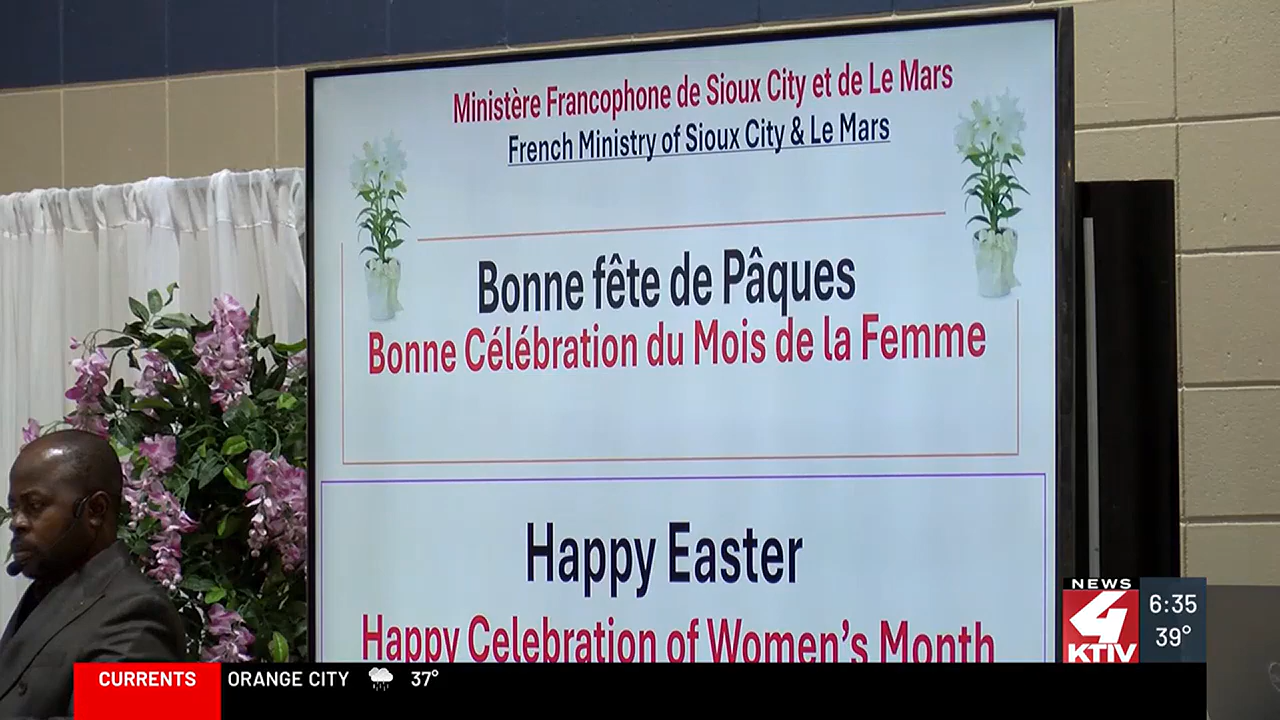 Ministère Francophone de Sioux City et de Le Mars
French Ministry of Sioux City & Le Mars
Bonne fête de Pâques
Bonne Célébration du Mois de la Femme
Happy Easter
Happy Celebration of Women's Month
NEWS
4
KTIV
6:35
39°
CURRENTS
ORANGE CITY 37°